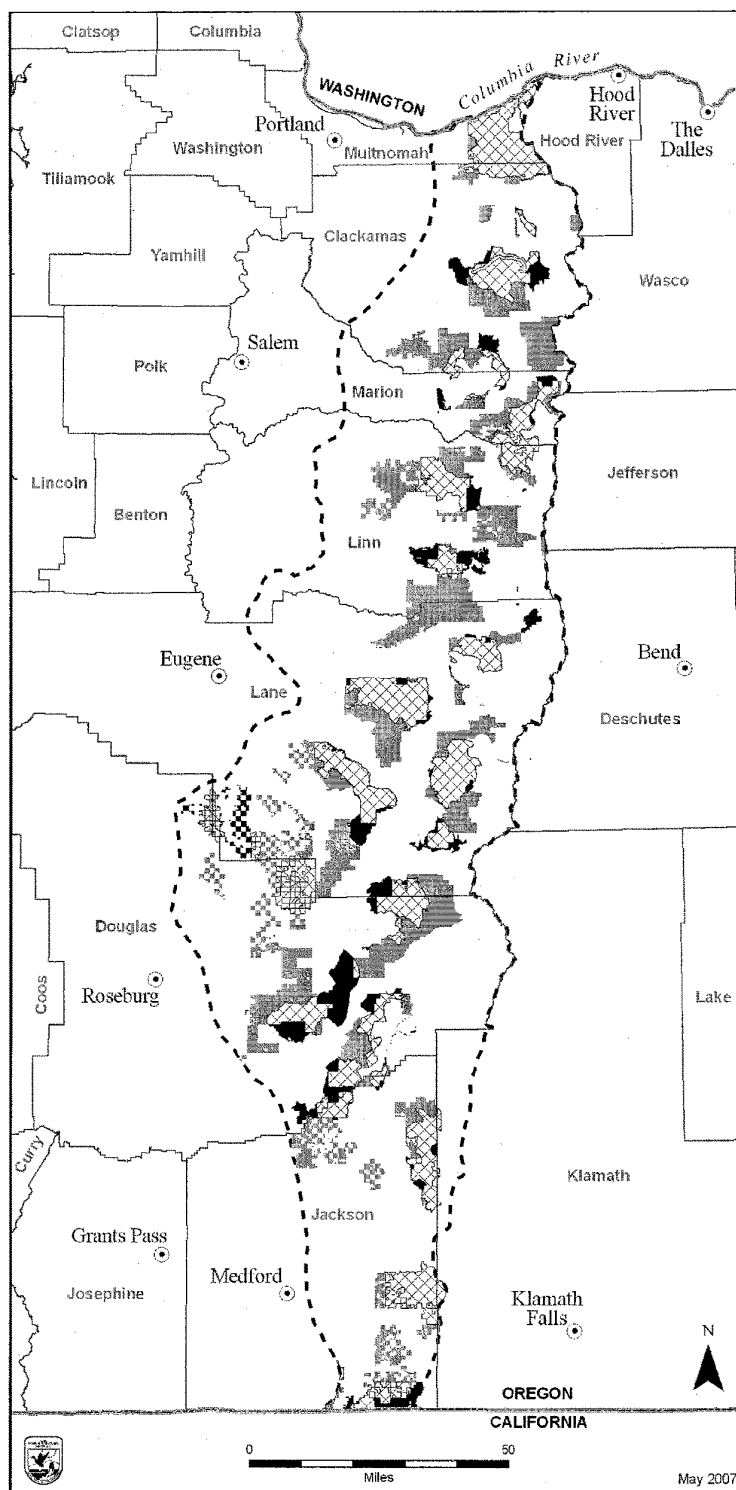 Clatsop
Columbia
WASHINGTON
Columbia River
Hood
River
Portland
The
Dalles
Washington
Multnomah
Hood River
Tillamook
Clackamas
Yamhill
Wasco
Polk
Salem
Marion
Lincoln
Benton
Jefferson
Linn
Eugene
Lane
Bend
Deschutes
Douglas
Roseburg
Coos
Lake
Curry
Klamath
Jackson
Grants Pass
Josephine
Medford
Klamath
Falls
N
OREGON
CALIFORNIA
0 50
Miles
May 2007